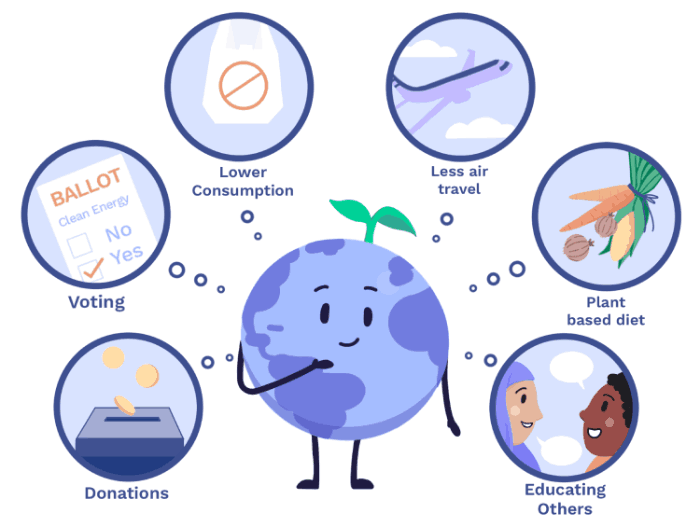 Lower
Consumption
Less air
travel
BALLOT
Clean Energy
No
Yes
Voting
Plant
based diet
Donations
Educating
Others